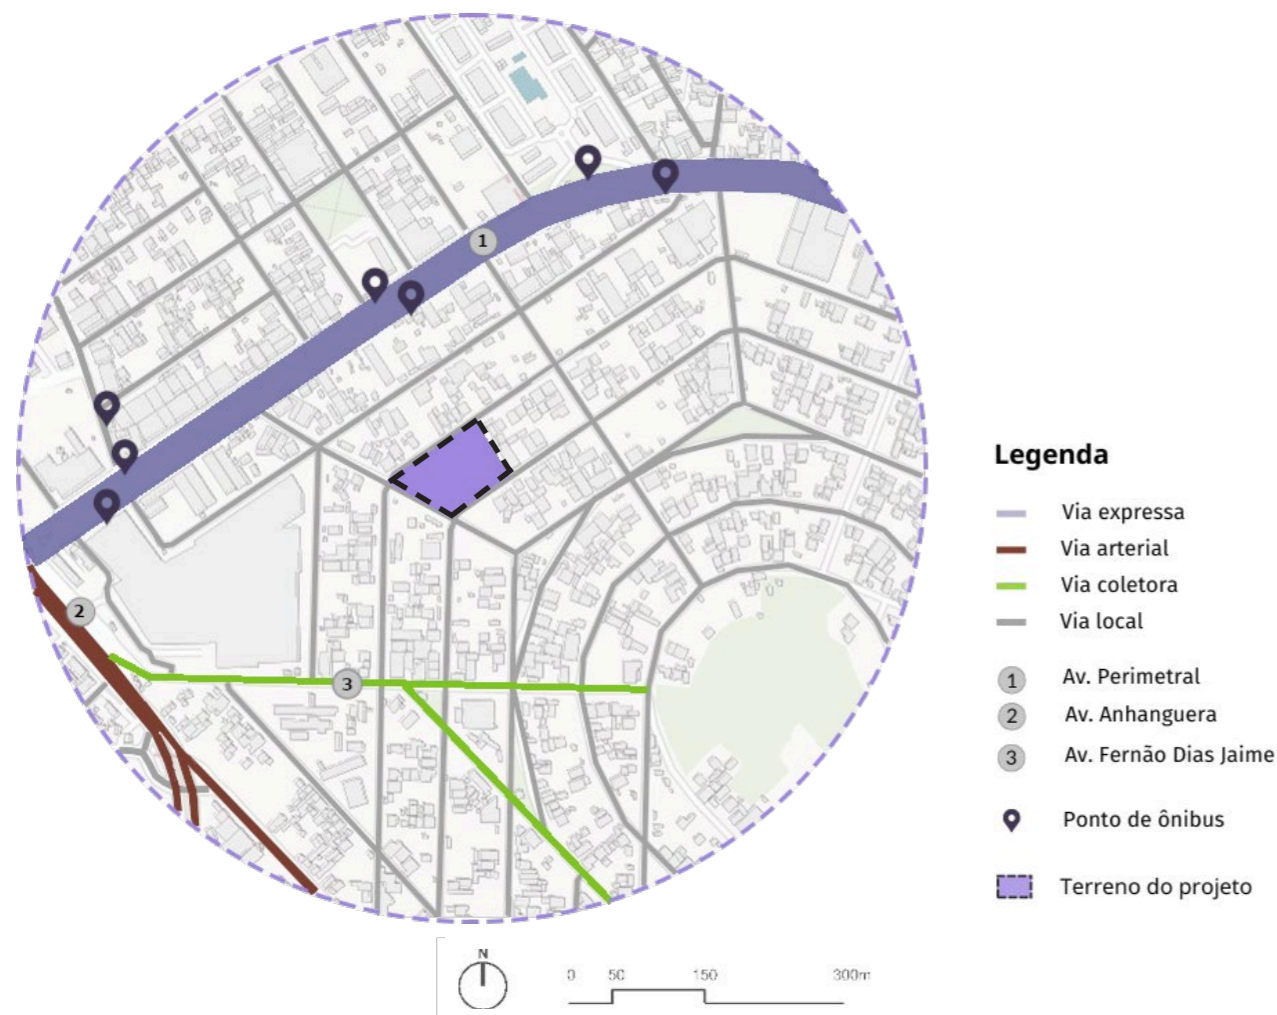 1
2
3
Legenda
Via expressa
Via arterial
Via coletora
Via local
1 Av. Perimetral
2 Av. Anhanguera
3 Av. Fernão Dias Jaime
Ponto de ônibus
Terreno do projeto
N
0 50 150 300m